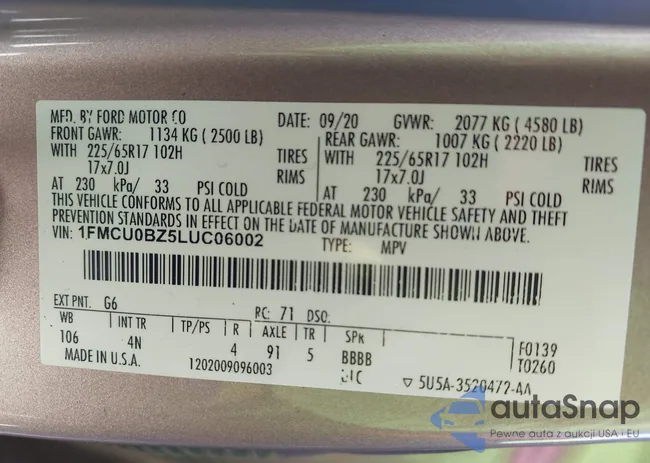 MFD. BY FORD MOTOR CO DATE: 09/20 GVWR: 2077 KG ( 4580 LB)
FRONT GAWR: 1134 KG ( 2500 LB) REAR GAWR: 1007 KG ( 2220 LB)
WITH 225/65R17 102H TIRES WITH 225/65R17 102H TIRES
17x7.0J RIMS 17x7.0J RIMS
AT 230 kPa/ 33 PSI COLD AT 230 kPa/ 33 PSI COLD
THIS VEHICLE CONFORMS TO ALL APPLICABLE FEDERAL MOTOR VEHICLE SAFETY AND THEFT
PREVENTION STANDARDS IN EFFECT ON THE DATE OF MANUFACTURE SHOWN ABOVE.
VIN: 1FMCU0BZ5LUC06002 TYPE: MPV
EXT PNT: G6 RC: 71 DSO:
WB INT TR TP/PS R AXLE TR SPR
106 4N 4 91 5 BBBB
F0139
T0260
MADE IN U.S.A. 1202009096003 ▽ 5U5A-3520472-AA
autaSnap
Pewne auta z aukcji USA i EU